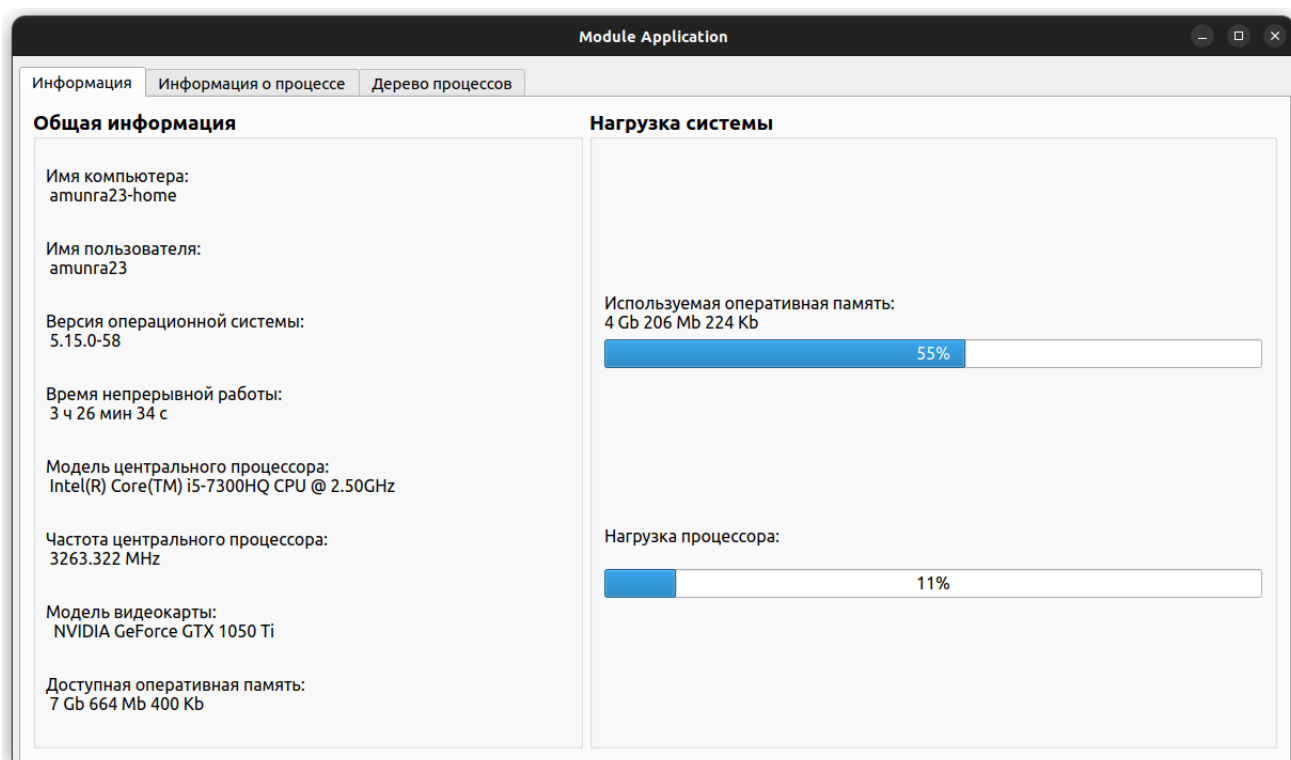 Module Application
Информация
Информация о процессе
Дерево процессов
Общая информация
Имя компьютера:
amunra23-home
Имя пользователя:
amunra23
Версия операционной системы:
5.15.0-58
Время непрерывной работы:
3 ч 26 мин 34 с
Модель центрального процессора:
Intel(R) Core(TM) i5-7300HQ CPU @ 2.50GHz
Частота центрального процессора:
3263.322 MHz
Модель видеокарты:
NVIDIA GeForce GTX 1050 Ti
Доступная оперативная память:
7 Gb 664 Mb 400 Kb
Нагрузка системы
Используемая оперативная память:
4 Gb 206 Mb 224 Kb
55%
Нагрузка процессора:
11%